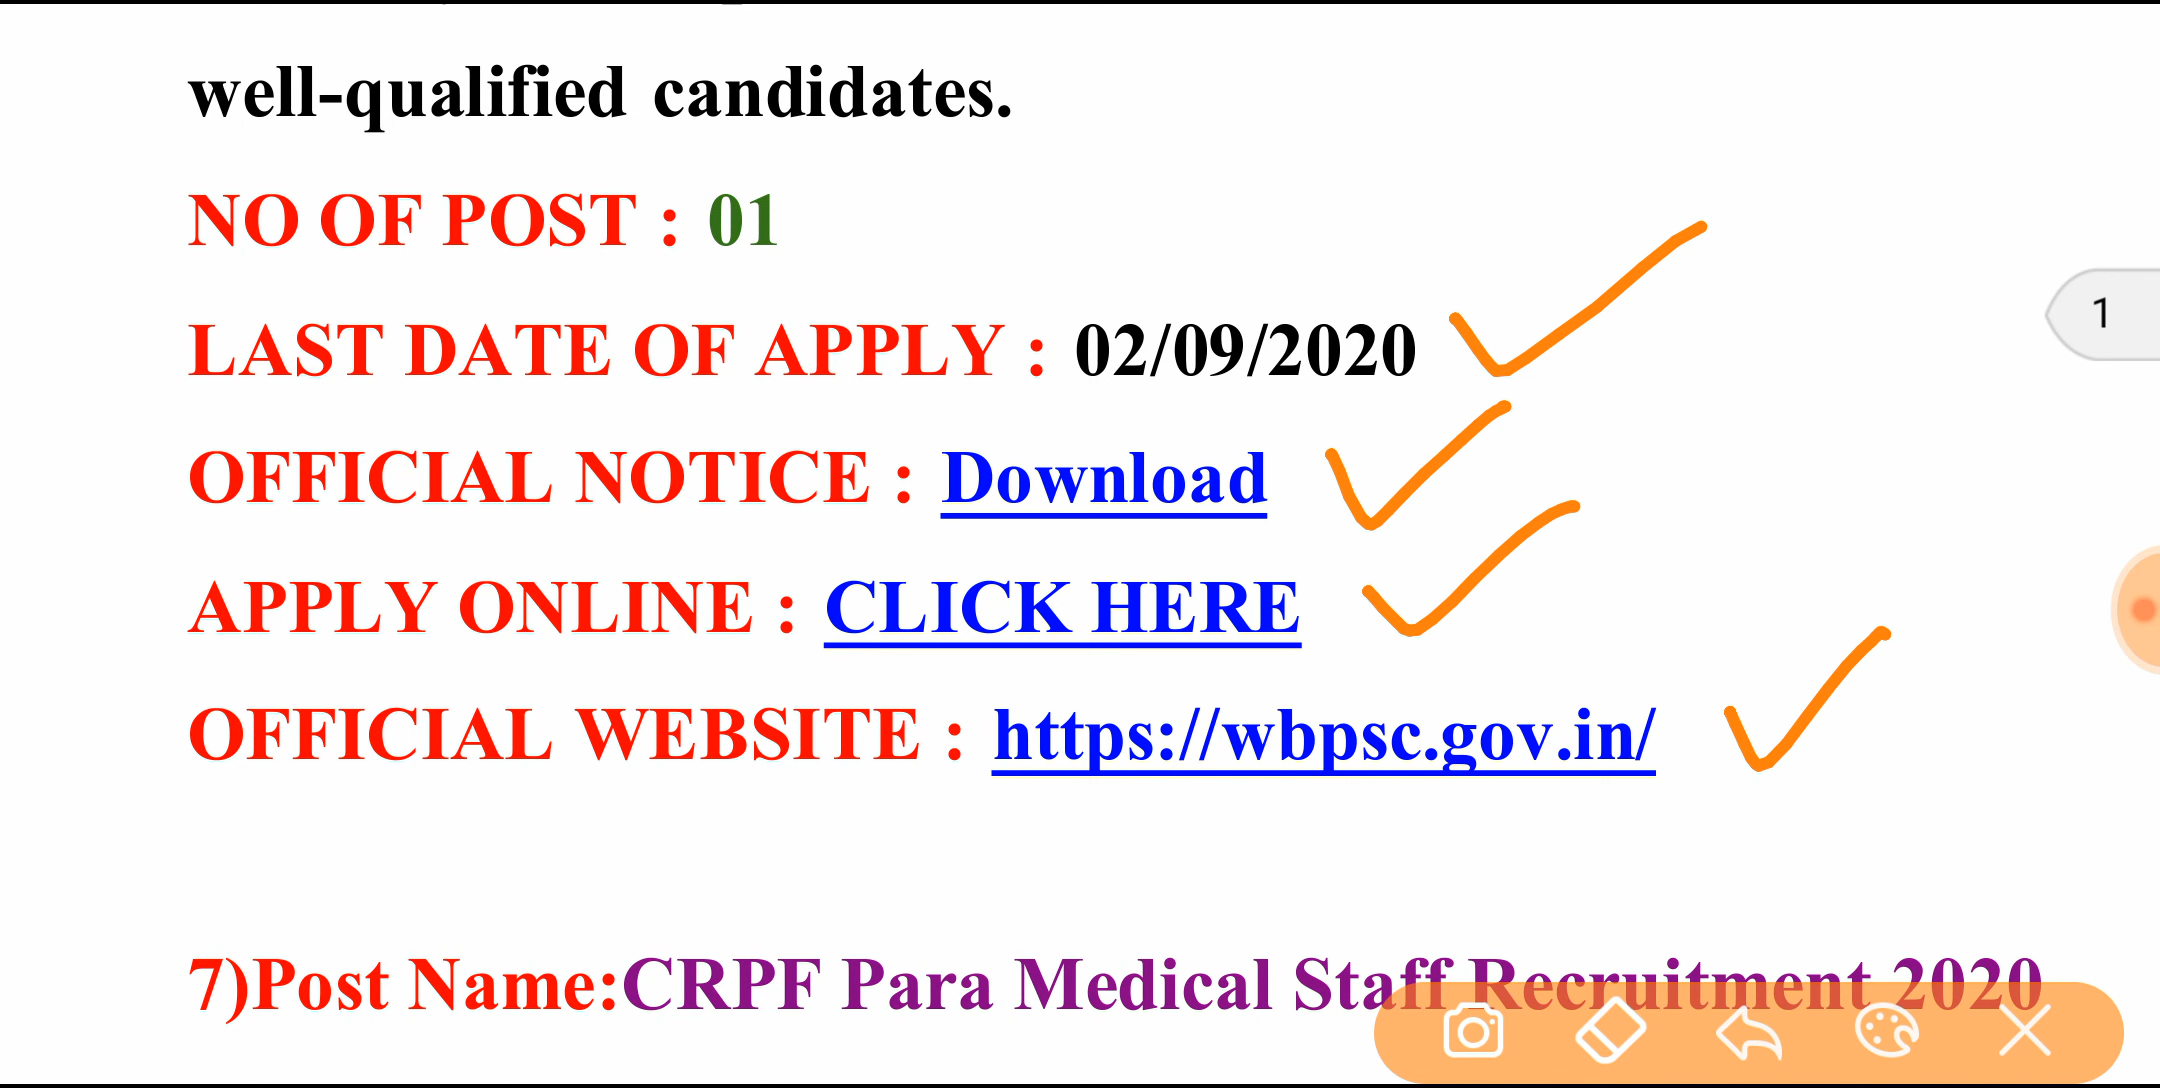 well-qualified candidates.
NO OF POST : 01
LAST DATE OF APPLY : 02/09/2020
1
OFFICIAL NOTICE : Download
APPLY ONLINE : CLICK HERE
OFFICIAL WEBSITE : https://wbpsc.gov.in/
7)Post Name:CRPF Para Medical Staff Recruitment 2020